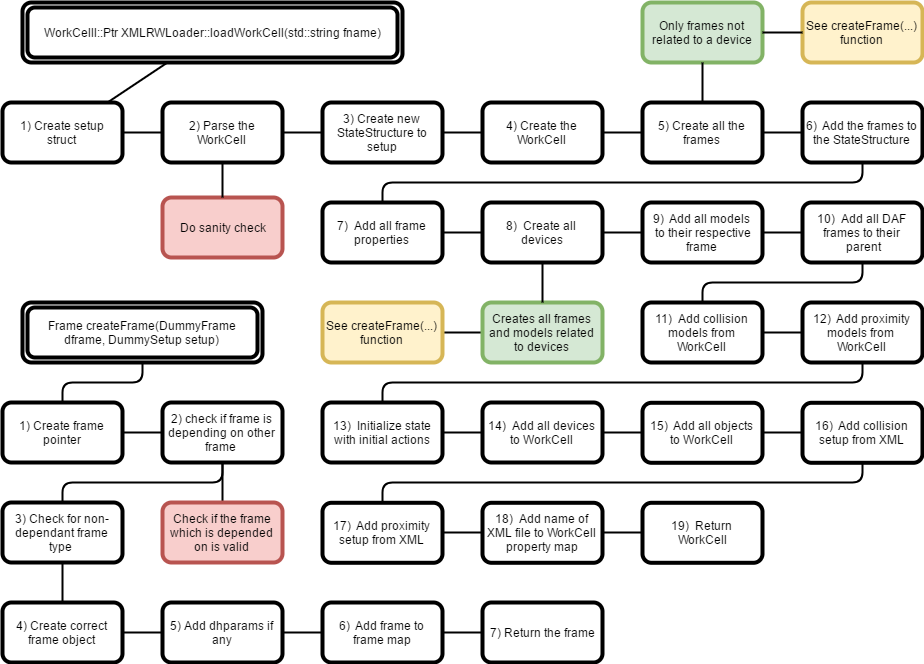 WorkCelll::Ptr XMLRWLoader::loadWorkCell(std::string fname)
Only frames not
related to a device
See createFrame(...)
function
1) Create setup
struct
2) Parse the
WorkCell
3) Create new
StateStructure to
setup
4) Create the
WorkCell
5) Create all the
frames
6) Add the frames to
the StateStructure
Do sanity check
7) Add all frame
properties
8) Create all
devices
9) Add all models
to their respective
frame
10) Add all DAF
frames to their
parent
Frame createFrame(DummyFrame
dframe, DummySetup setup)
See createFrame(...)
function
Creates all frames
and models related
to devices
11) Add collision
models from
WorkCell
12) Add proximity
models from
WorkCell
1) Create frame
pointer
2) check if frame is
depending on other
frame
13) Initialize state
with initial actions
14) Add all devices
to WorkCell
15) Add all objects
to WorkCell
16) Add collision
setup from XML
3) Check for non-
dependant frame
type
Check if the frame
which is depended
on is valid
17) Add proximity
setup from XML
18) Add name of
XML file to WorkCell
property map
19) Return
WorkCell
4) Create correct
frame object
5) Add dhparams if
any
6) Add frame to
frame map
7) Return the frame